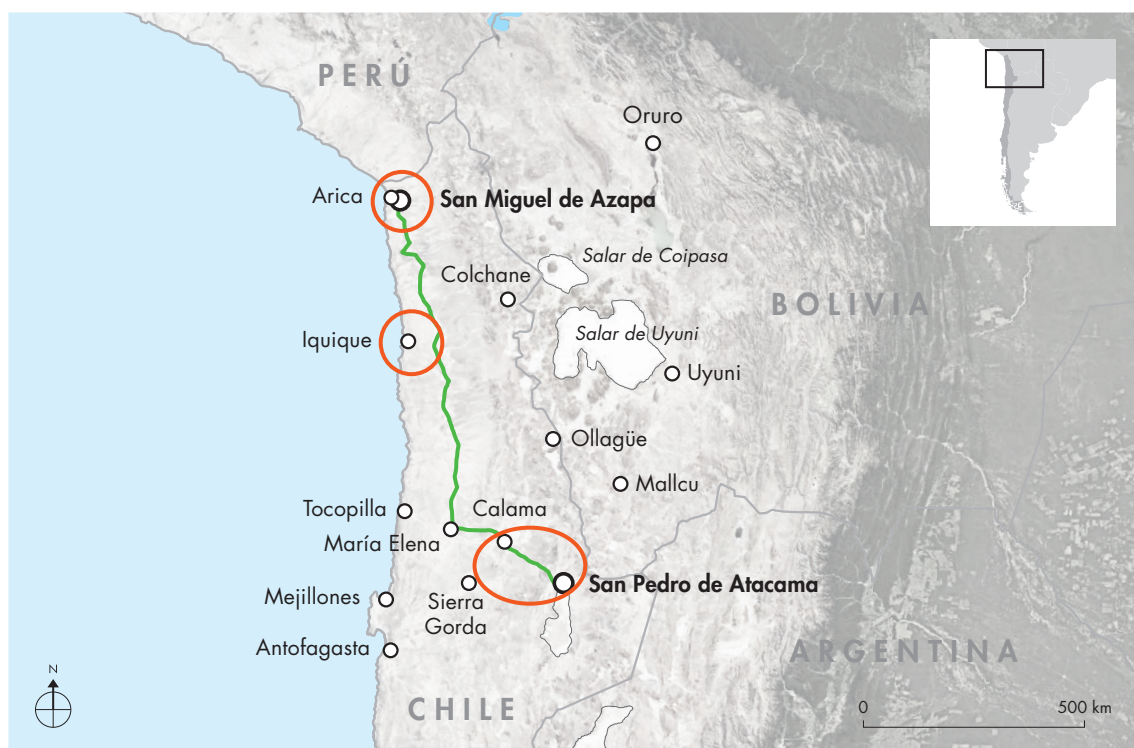 PERÚ
Oruro
Arica
San Miguel de Azapa
Salar de Coipasa
Colchane
BOLIVIA
Iquique
Salar de Uyuni
Uyuni
Ollagüe
Mallcu
Tocopilla
Calama
María Elena
San Pedro de Atacama
Mejillones
Sierra
Gorda
Antofagasta
ARGENTINA
N
CHILE
0
500 km